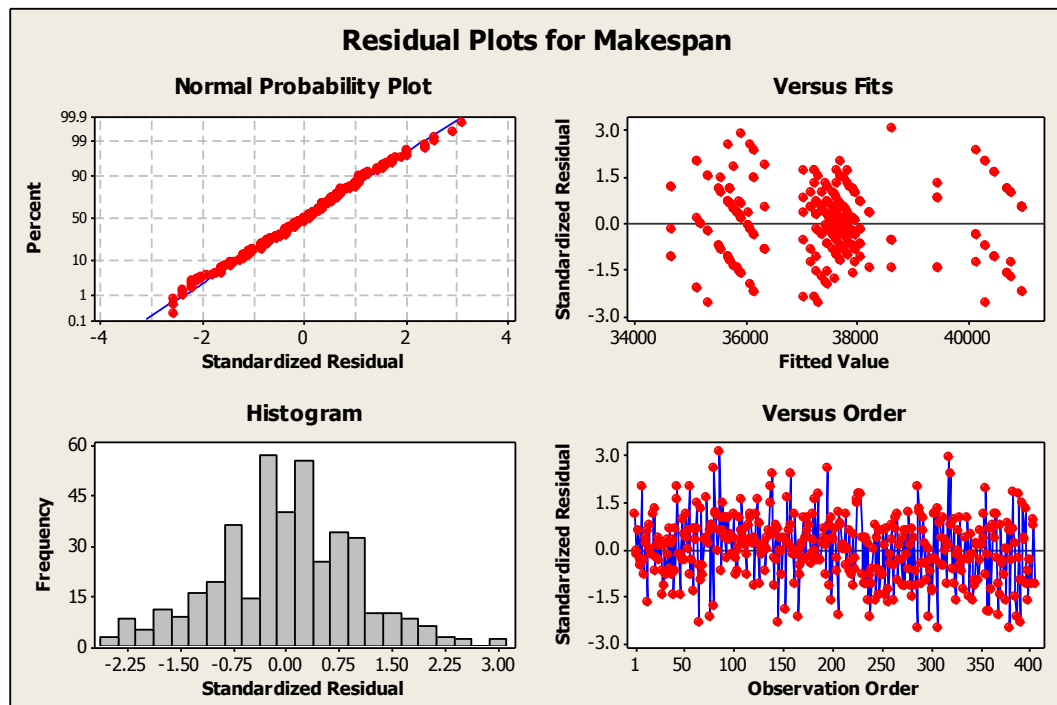 Residual Plots for Makespan
Normal Probability Plot
Percent
99.9
99
90
50
10
1
0.1
-4 -2 0 2 4
Standardized Residual
Versus Fits
Standardized Residual
3.0
1.5
0.0
-1.5
-3.0
34000 36000 38000 40000
Fitted Value
Histogram
Frequency
60
45
30
15
0
-2.25 -1.50 -0.75 0.00 0.75 1.50 2.25 3.00
Standardized Residual
Versus Order
Standardized Residual
3.0
1.5
0.0
-1.5
-3.0
1 50 100 150 200 250 300 350 400
Observation Order